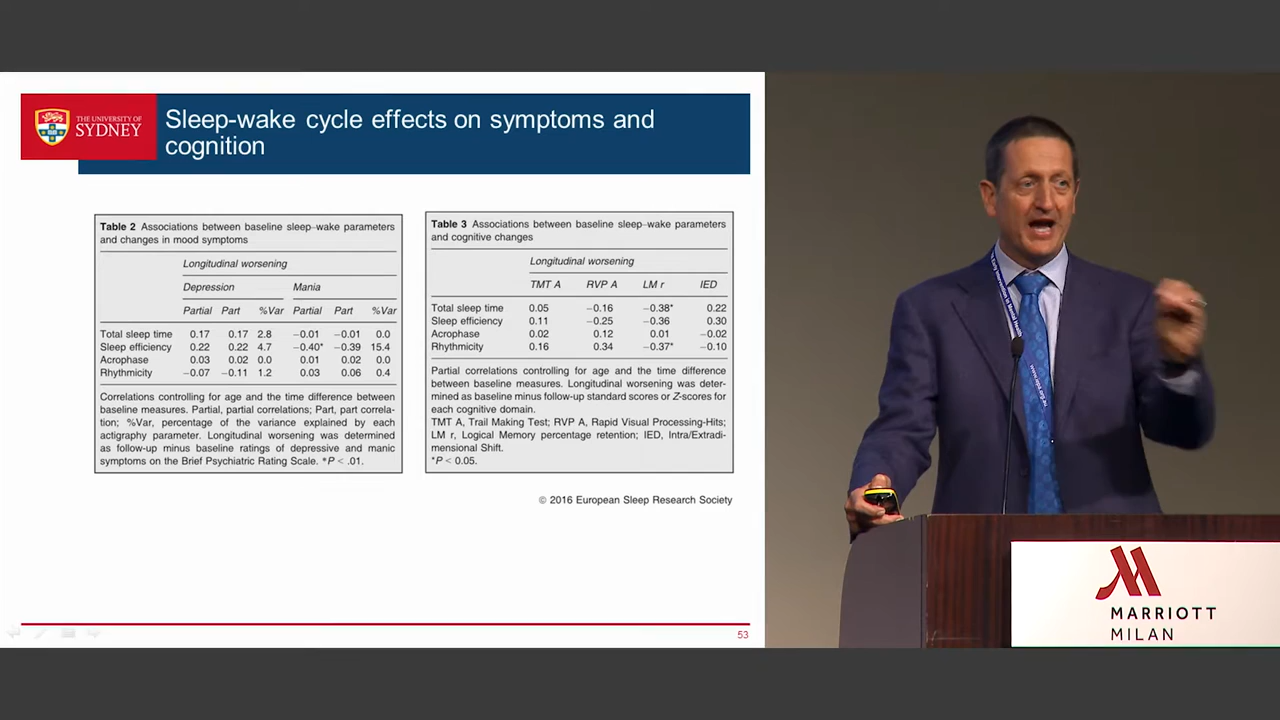 THE UNIVERSITY OF
SYDNEY
Sleep-wake cycle effects on symptoms and
cognition
Table 2 Associations between baseline sleep–wake parameters
and changes in mood symptoms
Longitudinal worsening
Depression Mania
Partial Part %Var Partial Part %Var
Total sleep time 0.17 0.17 2.8 −0.01 −0.01 0.0
Sleep efficiency 0.22 0.22 4.7 −0.40* −0.39 15.4
Acrophase 0.03 0.02 0.0 0.01 0.02 0.0
Rhythmicity −0.07 −0.11 1.2 0.03 0.06 0.4
Correlations controlling for age and the time difference between
baseline measures. Partial, partial correlations; Part, part correla-
tion; %Var, percentage of the variance explained by each
actigraphy parameter. Longitudinal worsening was determined
as follow-up minus baseline ratings of depressive and manic
symptoms on the Brief Psychiatric Rating Scale. *P < .01.
Table 3 Associations between baseline sleep–wake parameters
and cognitive changes
Longitudinal worsening
TMT A RVP A LM r IED
Total sleep time 0.05 −0.16 −0.38* 0.22
Sleep efficiency 0.11 −0.25 −0.36 0.30
Acrophase 0.02 0.12 0.01 −0.02
Rhythmicity 0.16 0.34 −0.37* −0.10
Partial correlations controlling for age and the time difference
between baseline measures. Longitudinal worsening was deter-
mined as baseline minus follow-up standard scores or Z-scores for
each cognitive domain.
TMT A, Trail Making Test; RVP A, Rapid Visual Processing-Hits;
LM r, Logical Memory percentage retention; IED, Intra/Extradi-
mensional Shift.
*P < 0.05.
© 2016 European Sleep Research Society
53
MARRIOTT
MILAN